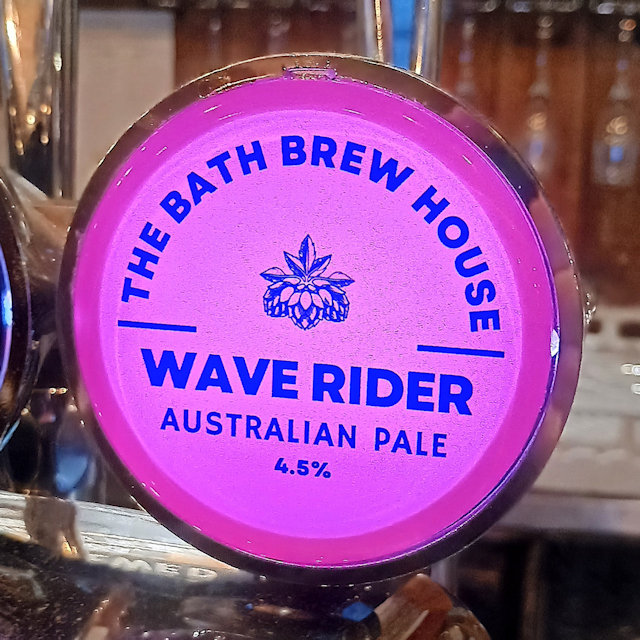 THE BATH BREW HOUSE
WAVE RIDER
AUSTRALIAN PALE
4.5%